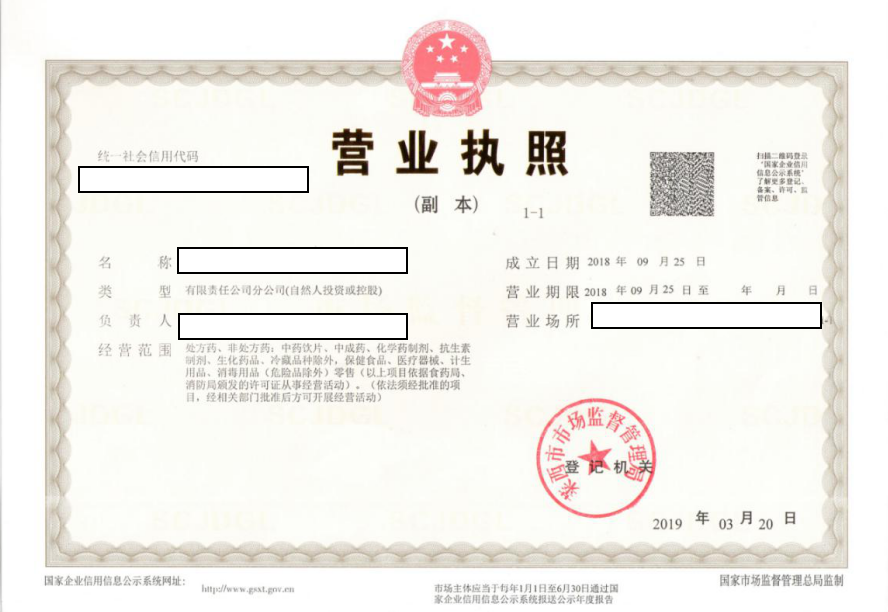 营业执照
(副 本)
1-1
统一社会信用代码
扫描二维码登录
“国家企业信用
信息公示系统”
了解更多登记、
备案、许可、监
管信息
名 称
类 型 有限责任公司分公司(自然人投资或控股)
负 责 人
经 营 范 围 处方药、非处方药:中药饮片、中成药、化学药制剂、抗生素
制剂、生化药品。冷藏品种除外,保健食品、医疗器械、计生
用品、消毒用品(危险品除外)零售(以上项目依据食药局、
消防局颁发的许可证从事经营活动)。(依法须经批准的项
目,经相关部门批准后方可开展经营活动)
成 立 日 期 2018 年 09 月 25 日
营 业 期 限 2018 年 09 月 25 日 至 年 月 日
营 业 场 所
莱西市市场监督管理局
登 记 机 关
2019 年 03 月 20 日
国家企业信用信息公示系统网址: http://www.gsxt.gov.cn
市场主体应当于每年1月1日至6月30日通过国
家企业信用信息公示系统报送公示年度报告
国家市场监督管理总局监制